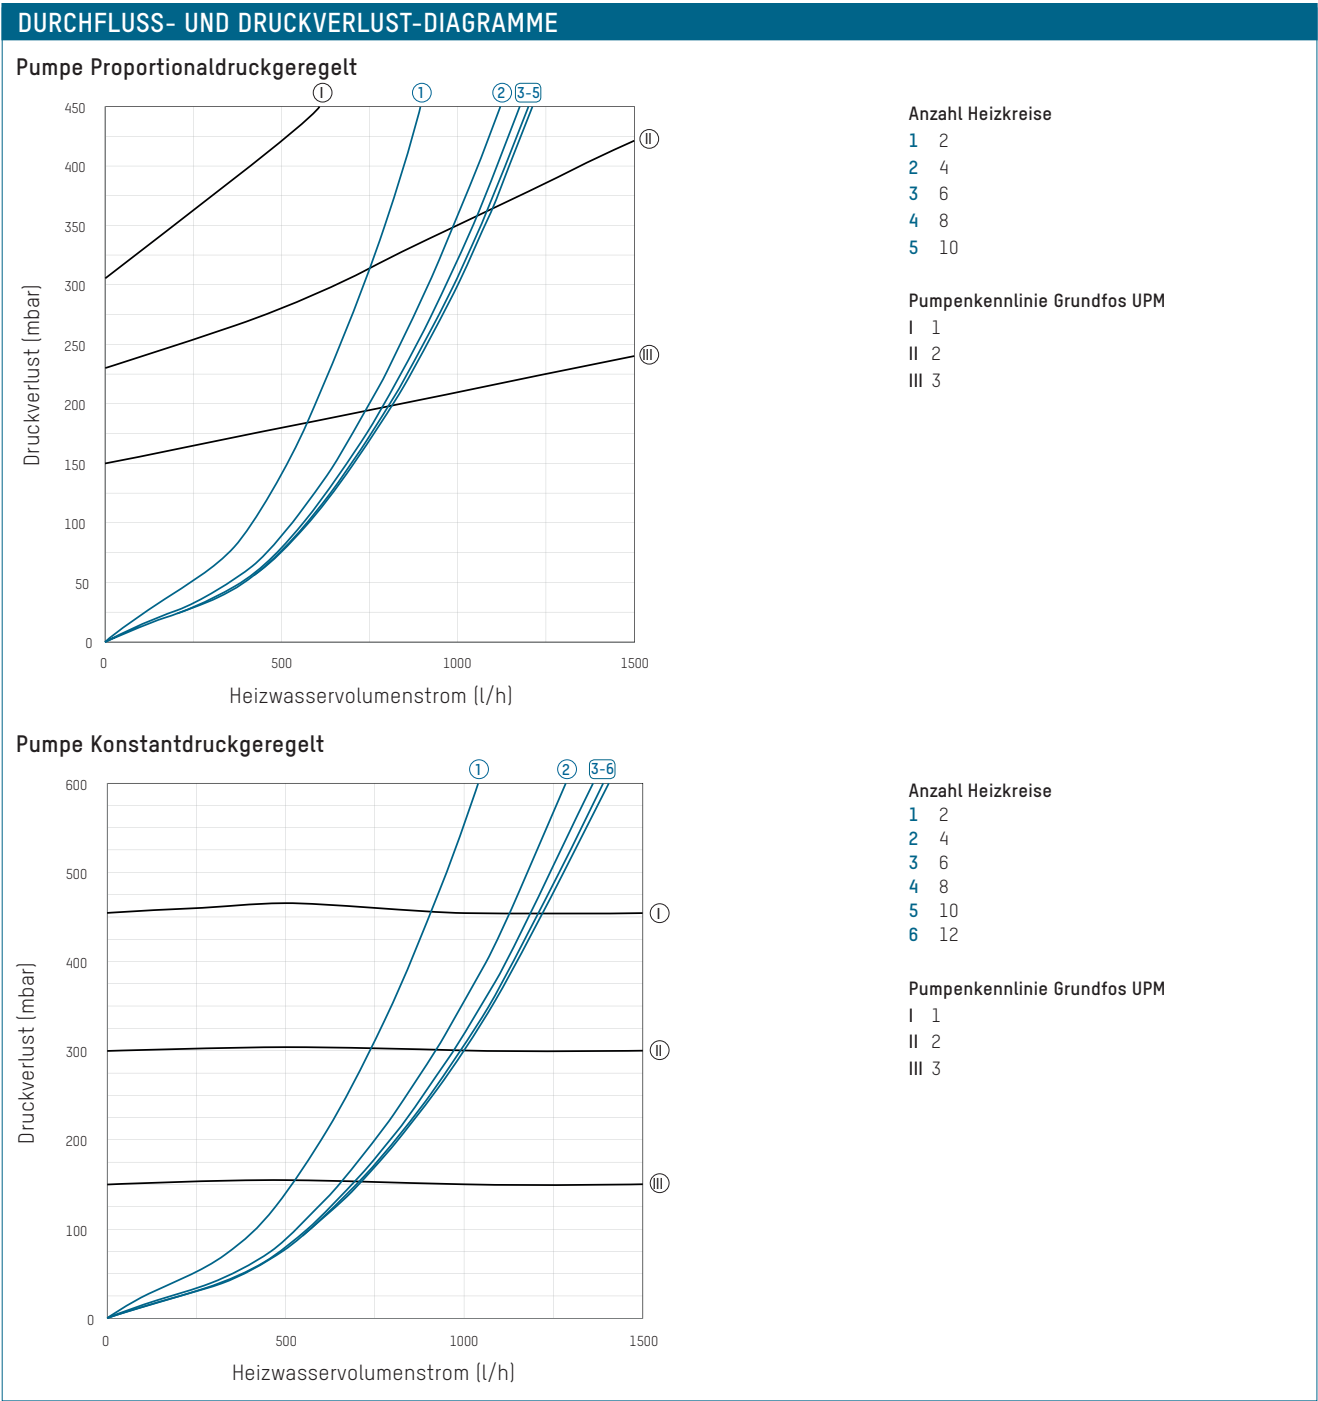 DURCHFLUSS- UND DRUCKVERLUST-DIAGRAMME
Pumpe Proportionaldruckgeregelt
I 1 2 3-5
450
400
350
300
250
200
150
100
50
0
II
III
Druckverlust (mbar)
0 500 1000 1500
Heizwasservolumenstrom (l/h)
Anzahl Heizkreise
1 2
2 4
3 6
4 8
5 10
Pumpenkennlinie Grundfos UPM
I 1
II 2
III 3
Pumpe Konstantdruckgeregelt
1 2 3-6
600
500
400
300
200
100
0
I
II
III
Druckverlust (mbar)
0 500 1000 1500
Heizwasservolumenstrom (l/h)
Anzahl Heizkreise
1 2
2 4
3 6
4 8
5 10
6 12
Pumpenkennlinie Grundfos UPM
I 1
II 2
III 3